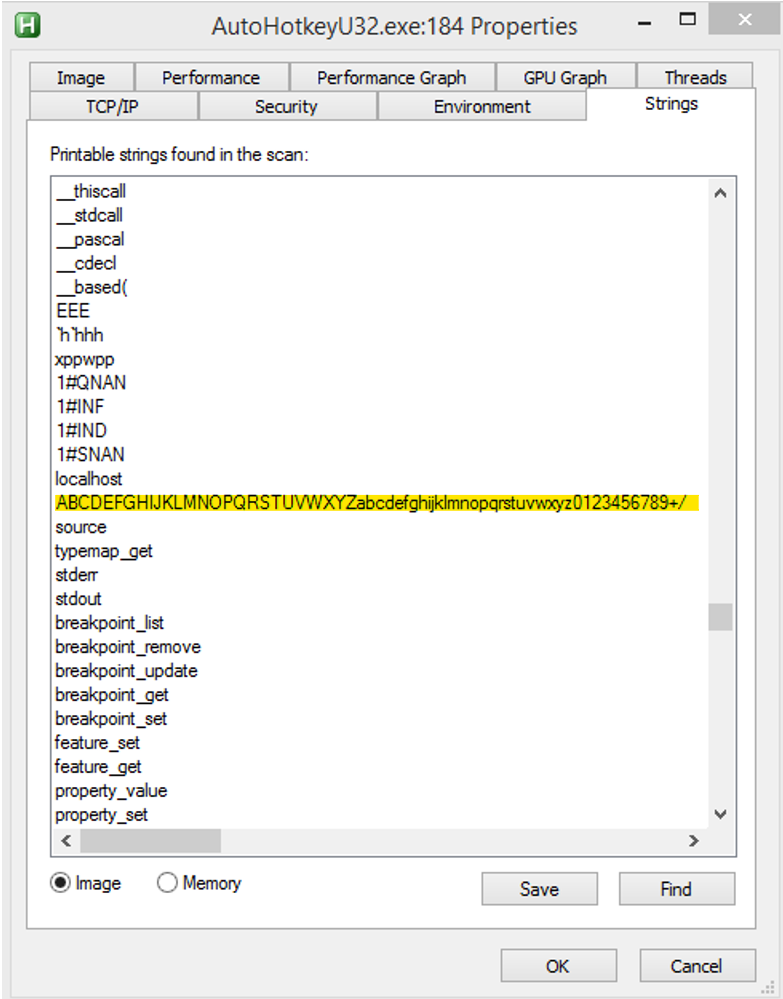 AutoHotkeyU32.exe:184 Properties
Image Performance Performance Graph GPU Graph Threads
TCP/IP Security Environment Strings
Printable strings found in the scan:
__thiscall
__stdcall
__pascal
__cdecl
__based(
EEE
`h`hhh
xppwpp
1#QNAN
1#INF
1#IND
1#SNAN
localhost
ABCDEFGHIJKLMNOPQRSTUVWXYZabcdefghijklmnopqrstuvwxyz0123456789+/
source
typemap_get
stderr
stdout
breakpoint_list
breakpoint_remove
breakpoint_update
breakpoint_get
breakpoint_set
feature_set
feature_get
property_value
property_set
Image Memory Save Find
OK Cancel